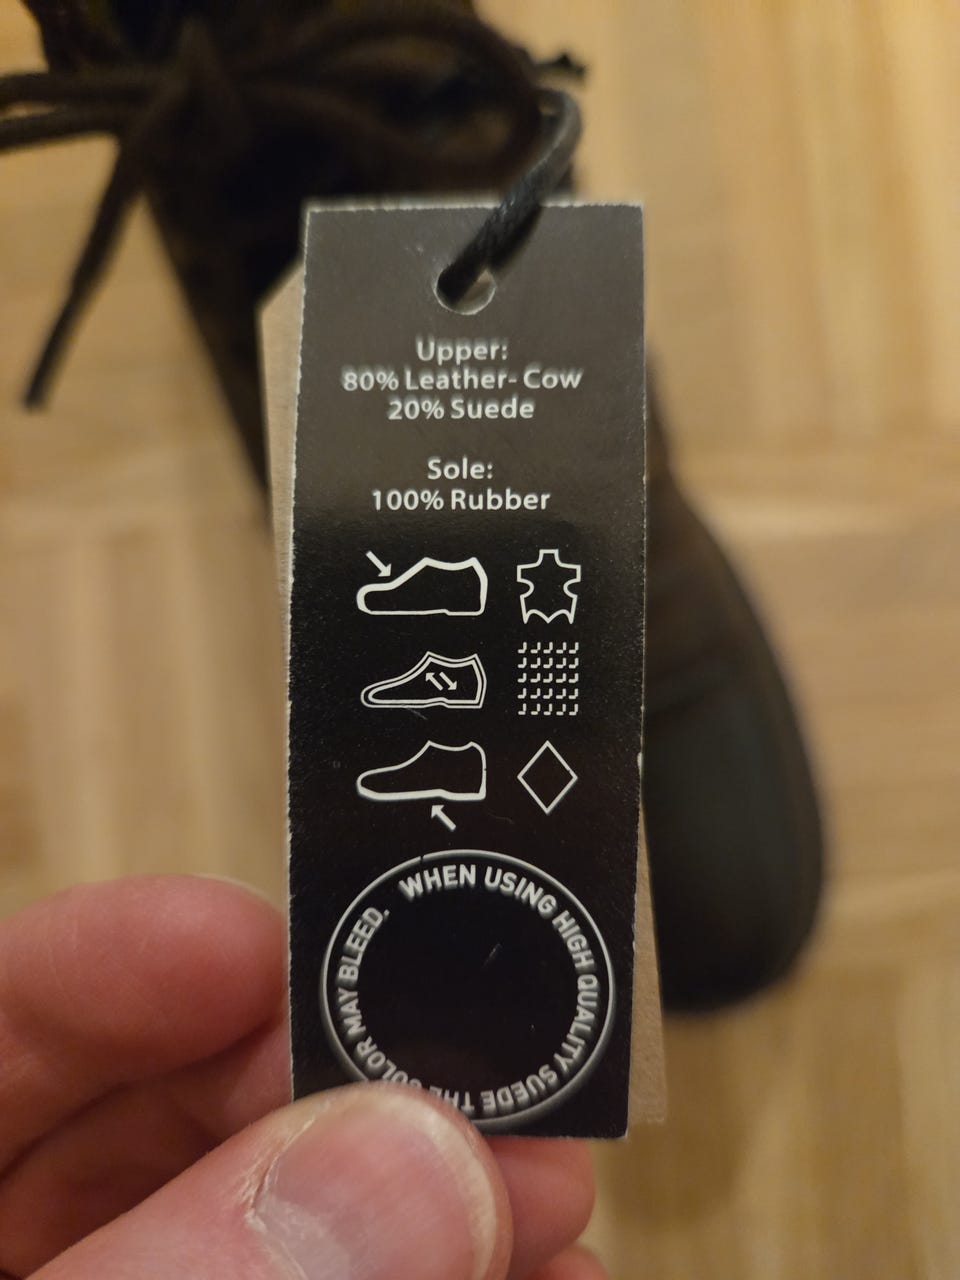 Upper:
80% Leather-Cow
20% Suede
Sole:
100% Rubber
WHEN USING HIGH QUALITY SUEDE THE COLOR MAY BLEED.